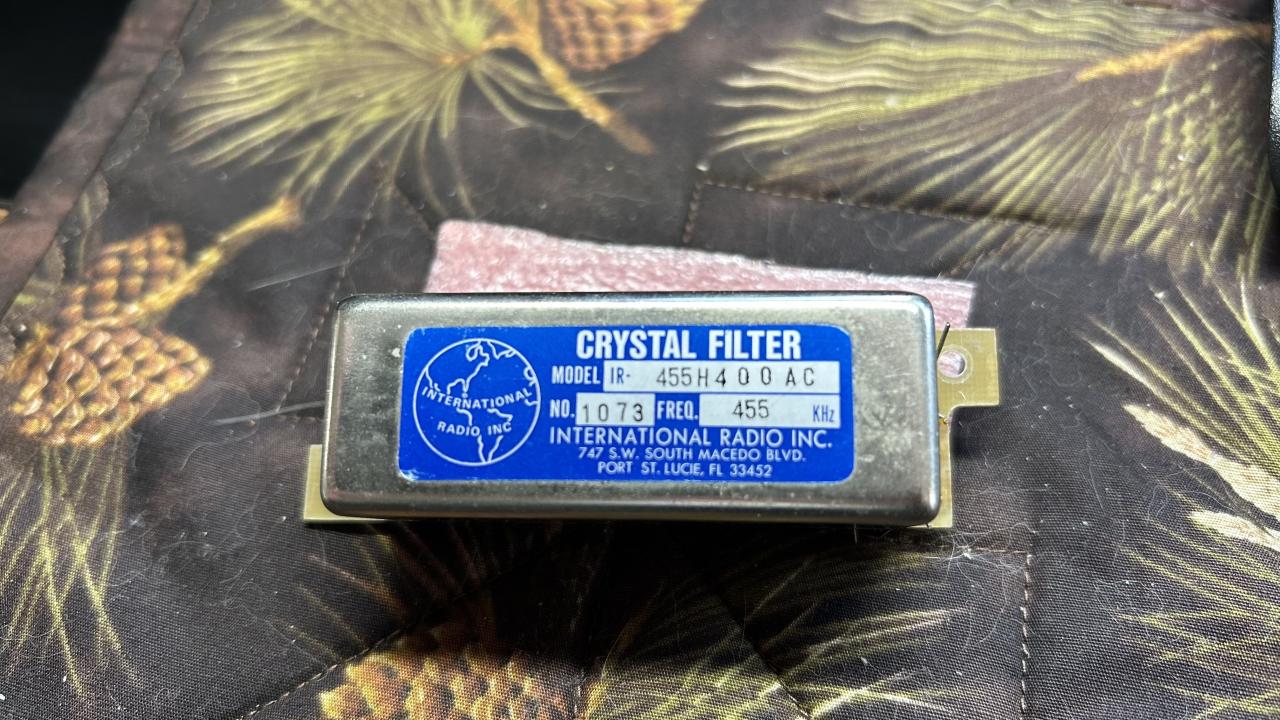 CRYSTAL FILTER
MODEL IR- 455H400AC
NO. 1073 FREQ. 455 KHz
INTERNATIONAL RADIO INC.
747 S.W. SOUTH MACEDO BLVD.
PORT ST. LUCIE, FL 33452
INTERNATIONAL
RADIO INC